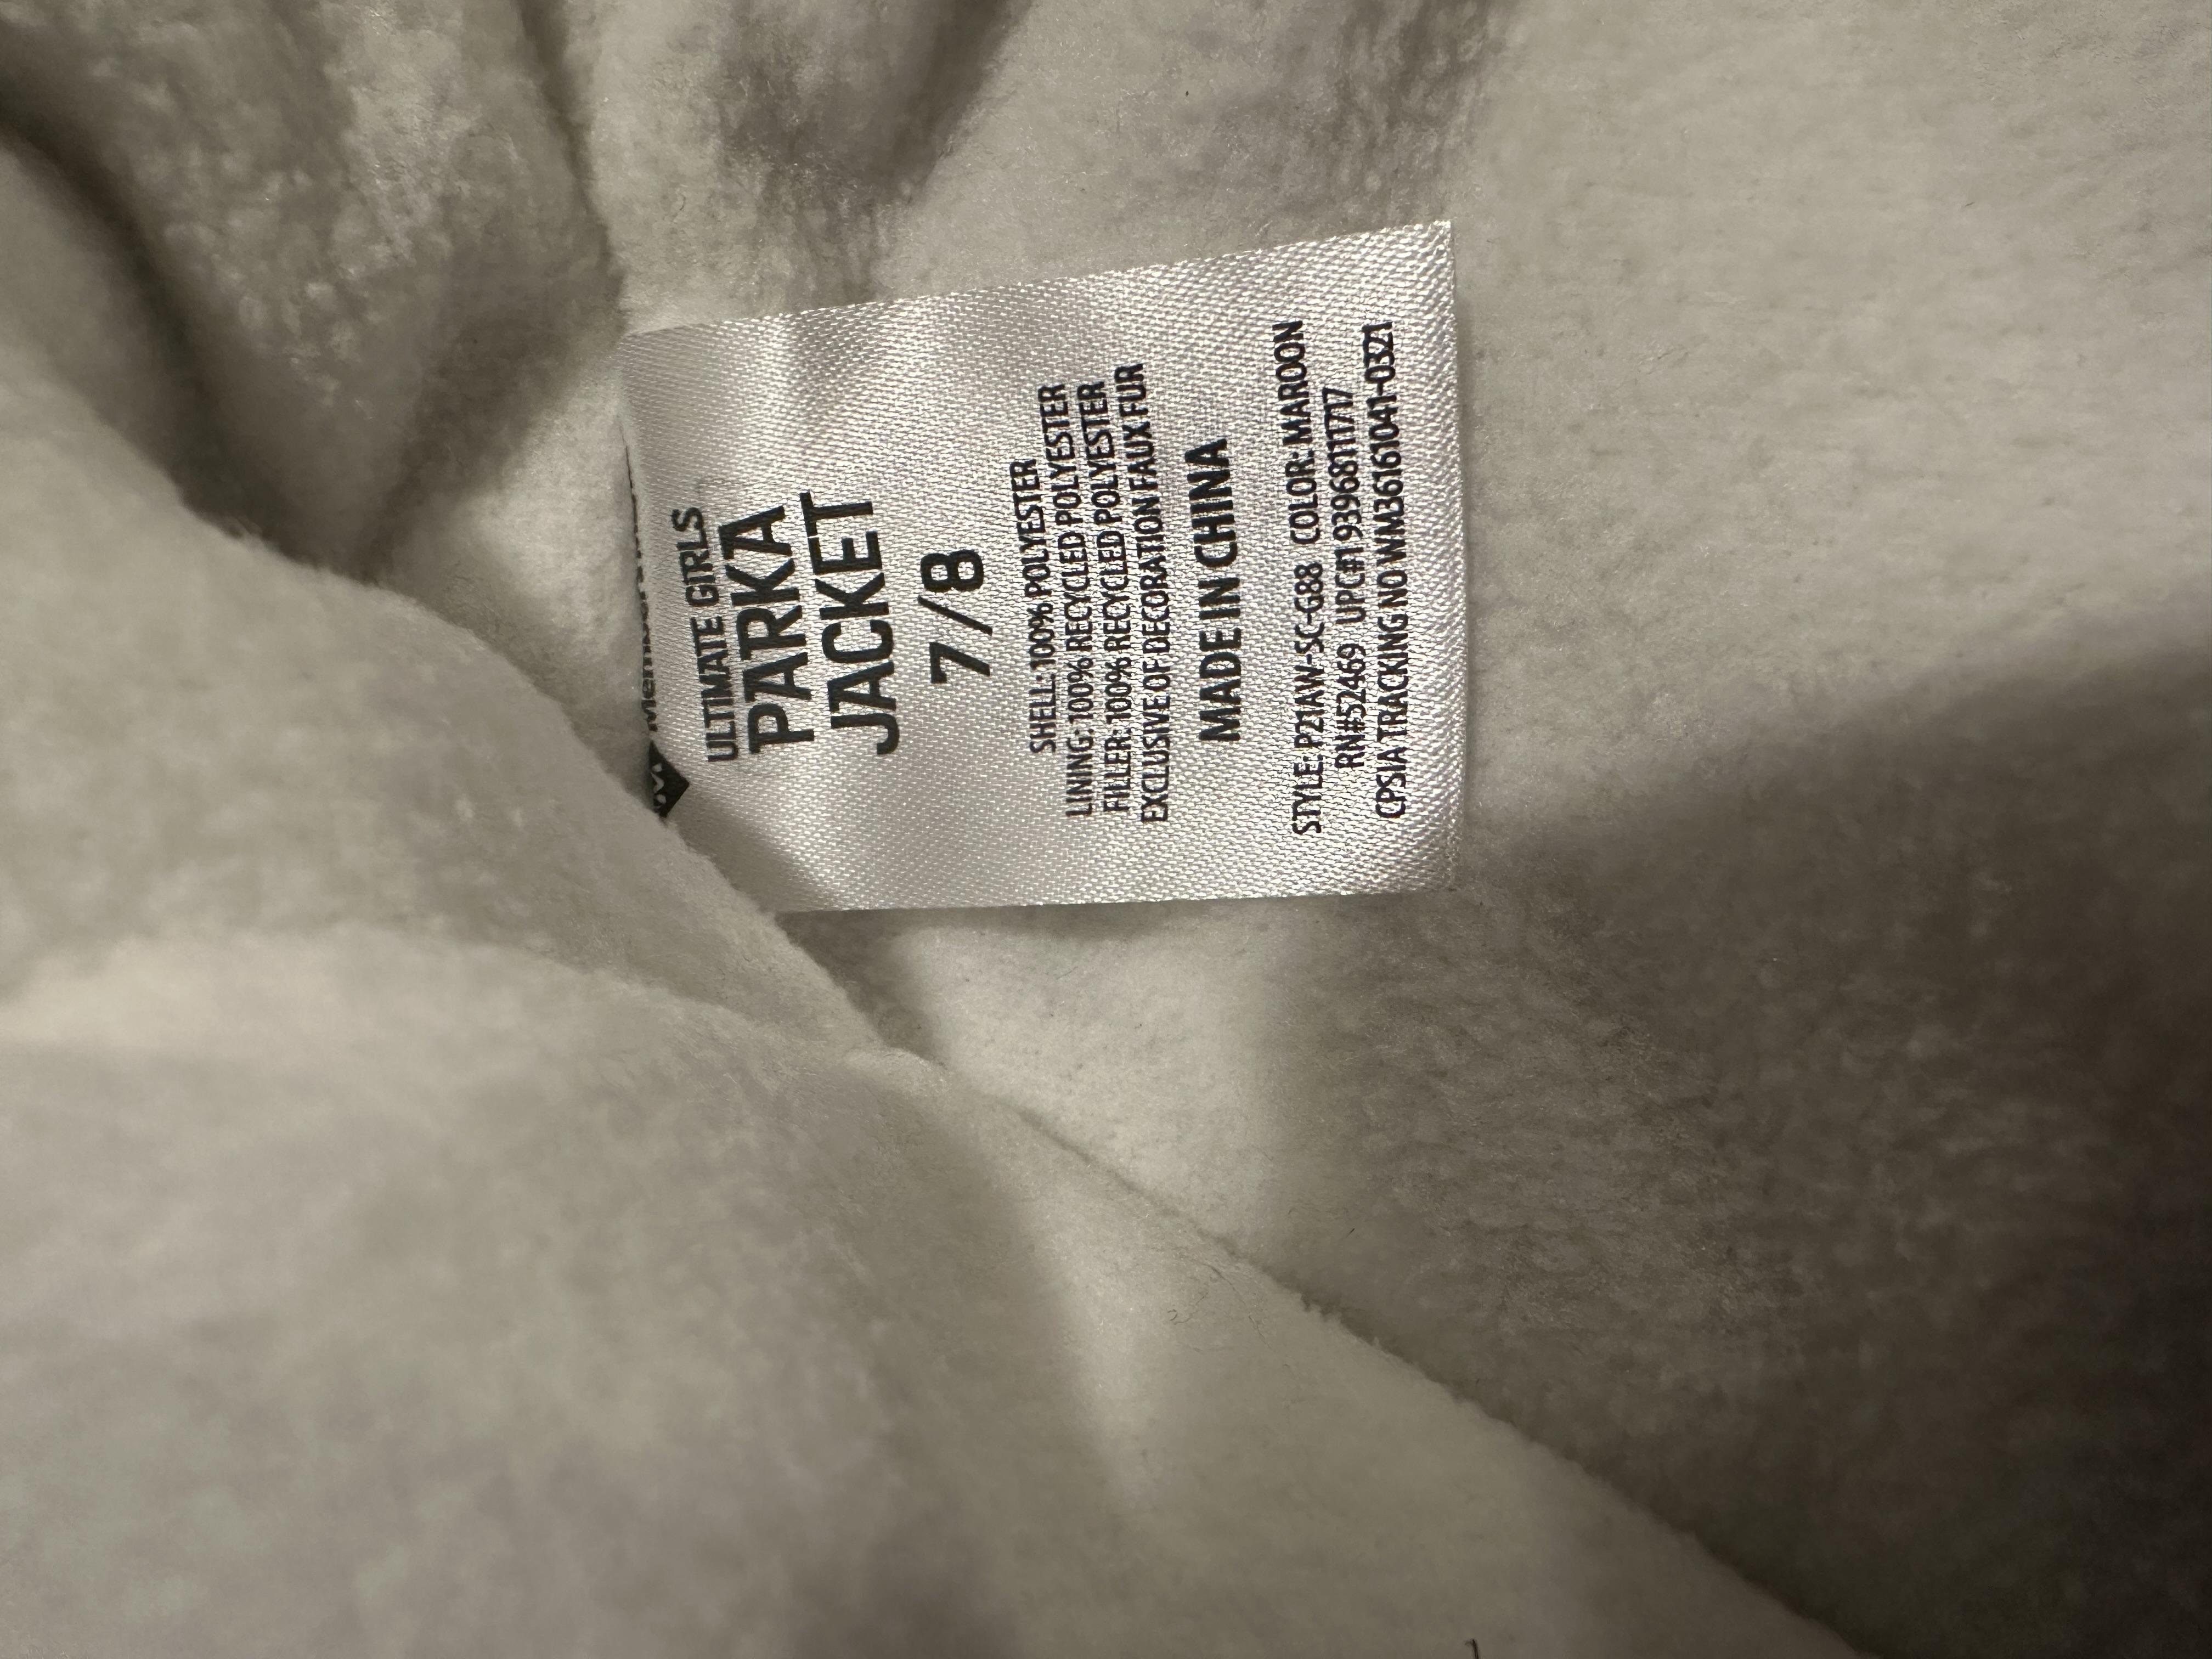 ULTIMATE GIRLS
PARKA
JACKET
7/8
SHELL: 100% POLYESTER
LINING: 100% RECYCLED POLYESTER
FILLER: 100% RECYCLED POLYESTER
EXCLUSIVE OF DECORATION FAUX FUR
MADE IN CHINA
STYLE: P21AW-SC-G88 COLOR: MAROON
RN#52469 UPC#193968111717
CPSIA TRACKING NO WM36161041-0321